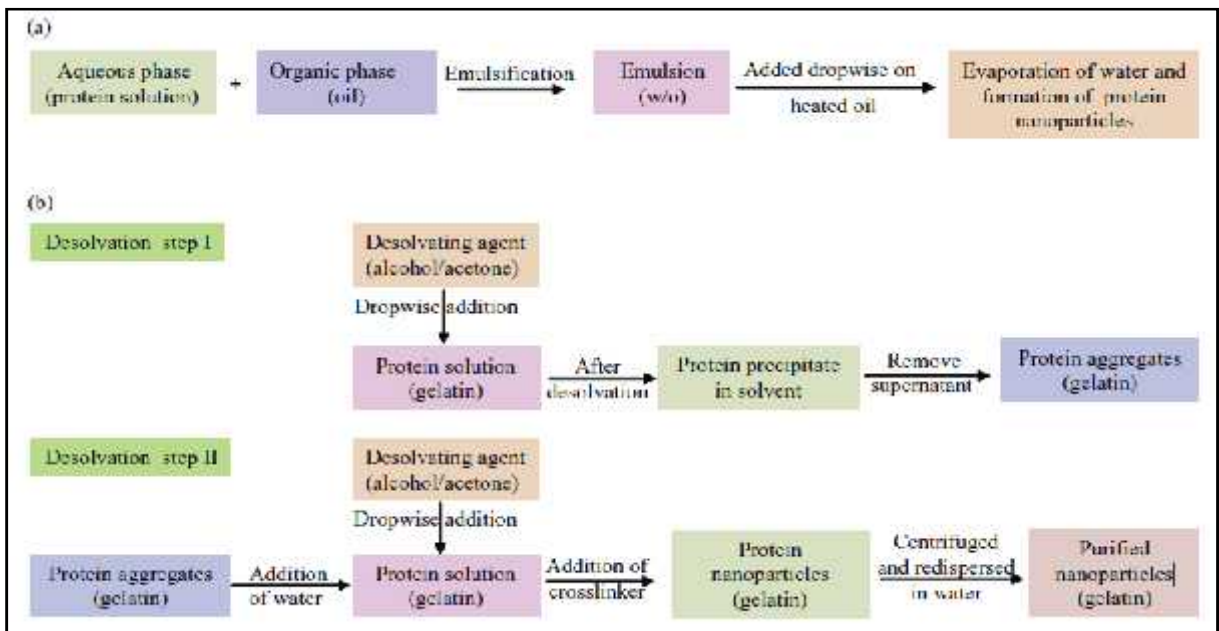 (a)
Aqueous phase
(protein solution)
+
Organic phase
(oil)
Emulsification
Emulsion
(w/o)
Added dropwise on
heated oil
Evaporation of water and
formation of protein
nanoparticles
(b)
Desolvation step I
Desolvating agent
(alcohol/acetone)
Dropwise addition
Protein solution
(gelatin)
After
desolvation
Protein precipitate
in solvent
Remove
supernatant
Protein aggregates
(gelatin)
Desolvation step II
Desolvating agent
(alcohol/acetone)
Dropwise addition
Protein aggregates
(gelatin)
Addition
of water
Protein solution
(gelatin)
Addition of
crosslinker
Protein
nanoparticles
(gelatin)
Centrifuged
and redispersed
in water
Purified
nanoparticles
(gelatin)